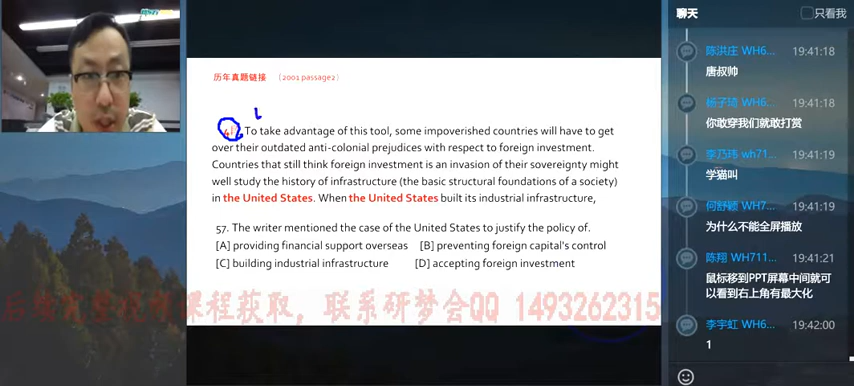 历年真题链接 （2001 passage2）
To take advantage of this tool, some impoverished countries will have to get
over their outdated anti-colonial prejudices with respect to foreign investment.
Countries that still think foreign investment is an invasion of their sovereignty might
well study the history of infrastructure (the basic structural foundations of a society)
in the United States. When the United States built its industrial infrastructure,
57. The writer mentioned the case of the United States to justify the policy of.
[A] providing financial support overseas [B] preventing foreign capital's control
[C] building industrial infrastructure [D] accepting foreign investment
课程获取，联系研梦会QQ 1493262315
聊天
只看我
陈洪庄 WH6... 19:41:18
唐叔帅
杨子琦 WH6... 19:41:18
你敢穿我们就敢打赏
李乃玮 wh71... 19:41:19
学猫叫
何舒颖 WH7... 19:41:19
为什么不能全屏播放
陈翔 WH711... 19:41:21
鼠标移到PPT屏幕中间就可
以看到右上角有最大化
李宇虹 WH6... 19:42:00
1